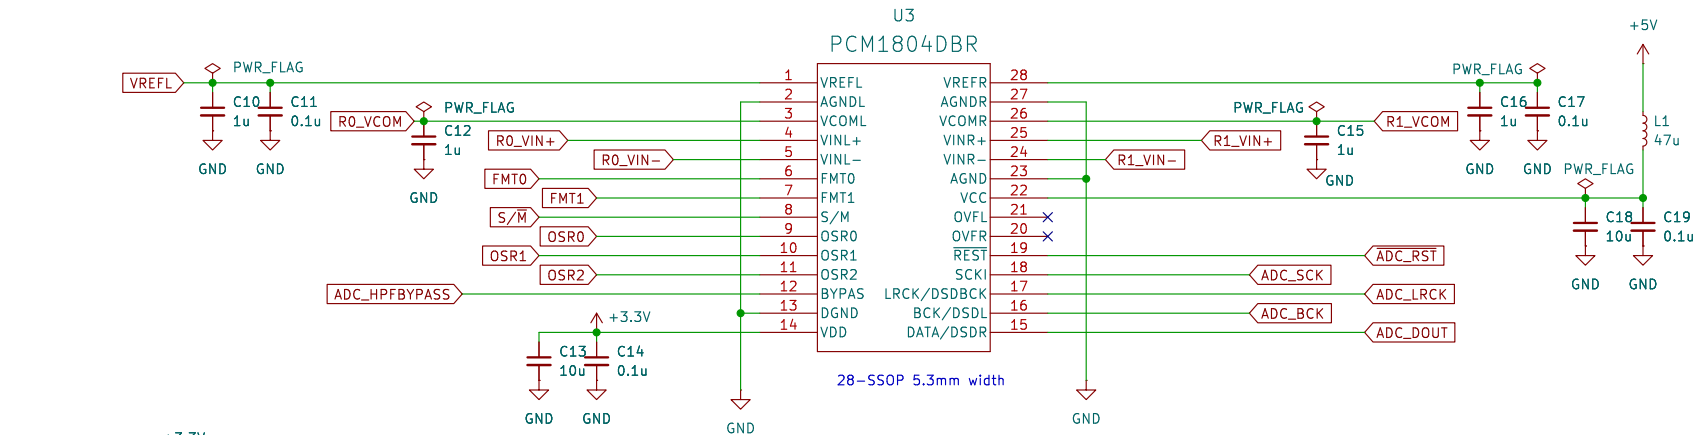 U3
PCM1804DBR
+5V
VREFL
PWR_FLAG
C10
1u
GND
C11
0.1u
GND
R0_VCOM
PWR_FLAG
C12
1u
GND
R0_VIN+
R0_VIN-
FMT0
FMT1
S/M̅
OSR0
OSR1
OSR2
ADC_HPFBYPASS
+3.3V
C13
10u
GND
C14
0.1u
GND
1 VREFL
2 AGNDL
3 VCOML
4 VINL+
5 VINL-
6 FMT0
7 FMT1
8 S/M
9 OSR0
10 OSR1
11 OSR2
12 BYPAS
13 DGND
14 VDD
VREFR 28
AGNDR 27
VCOMR 26
VINR+ 25
VINR- 24
AGND 23
VCC 22
OVFL 21
OVFR 20
R̅E̅S̅T̅ 19
SCKI 18
LRCK/DSDBCK 17
BCK/DSDL 16
DATA/DSDR 15
28-SSOP 5.3mm width
GND
GND
PWR_FLAG
C16
1u
GND
C17
0.1u
GND
PWR_FLAG
R1_VCOM
C15
1u
GND
R1_VIN+
R1_VIN-
L1
47u
PWR_FLAG
C18
10u
GND
C19
0.1u
GND
A̅D̅C̅_̅R̅S̅T̅
ADC_SCK
ADC_LRCK
ADC_BCK
ADC_DOUT